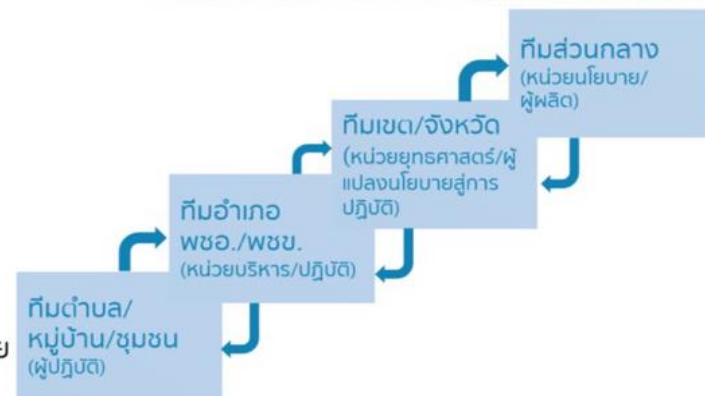 ทีมส่วนกลาง
(หน่วยนโยบาย/
ผู้ผลิต)
ทีมเขต/จังหวัด
(หน่วยยุทธศาสตร์/ผู้
แปลงนโยบายสู่การ
ปฏิบัติ)
ทีมอำเภอ
พชอ./พชข.
(หน่วยบริหาร/ปฏิบัติ)
ทีมตำบล/
หมู่บ้าน/ชุมชน
(ผู้ปฏิบัติ)